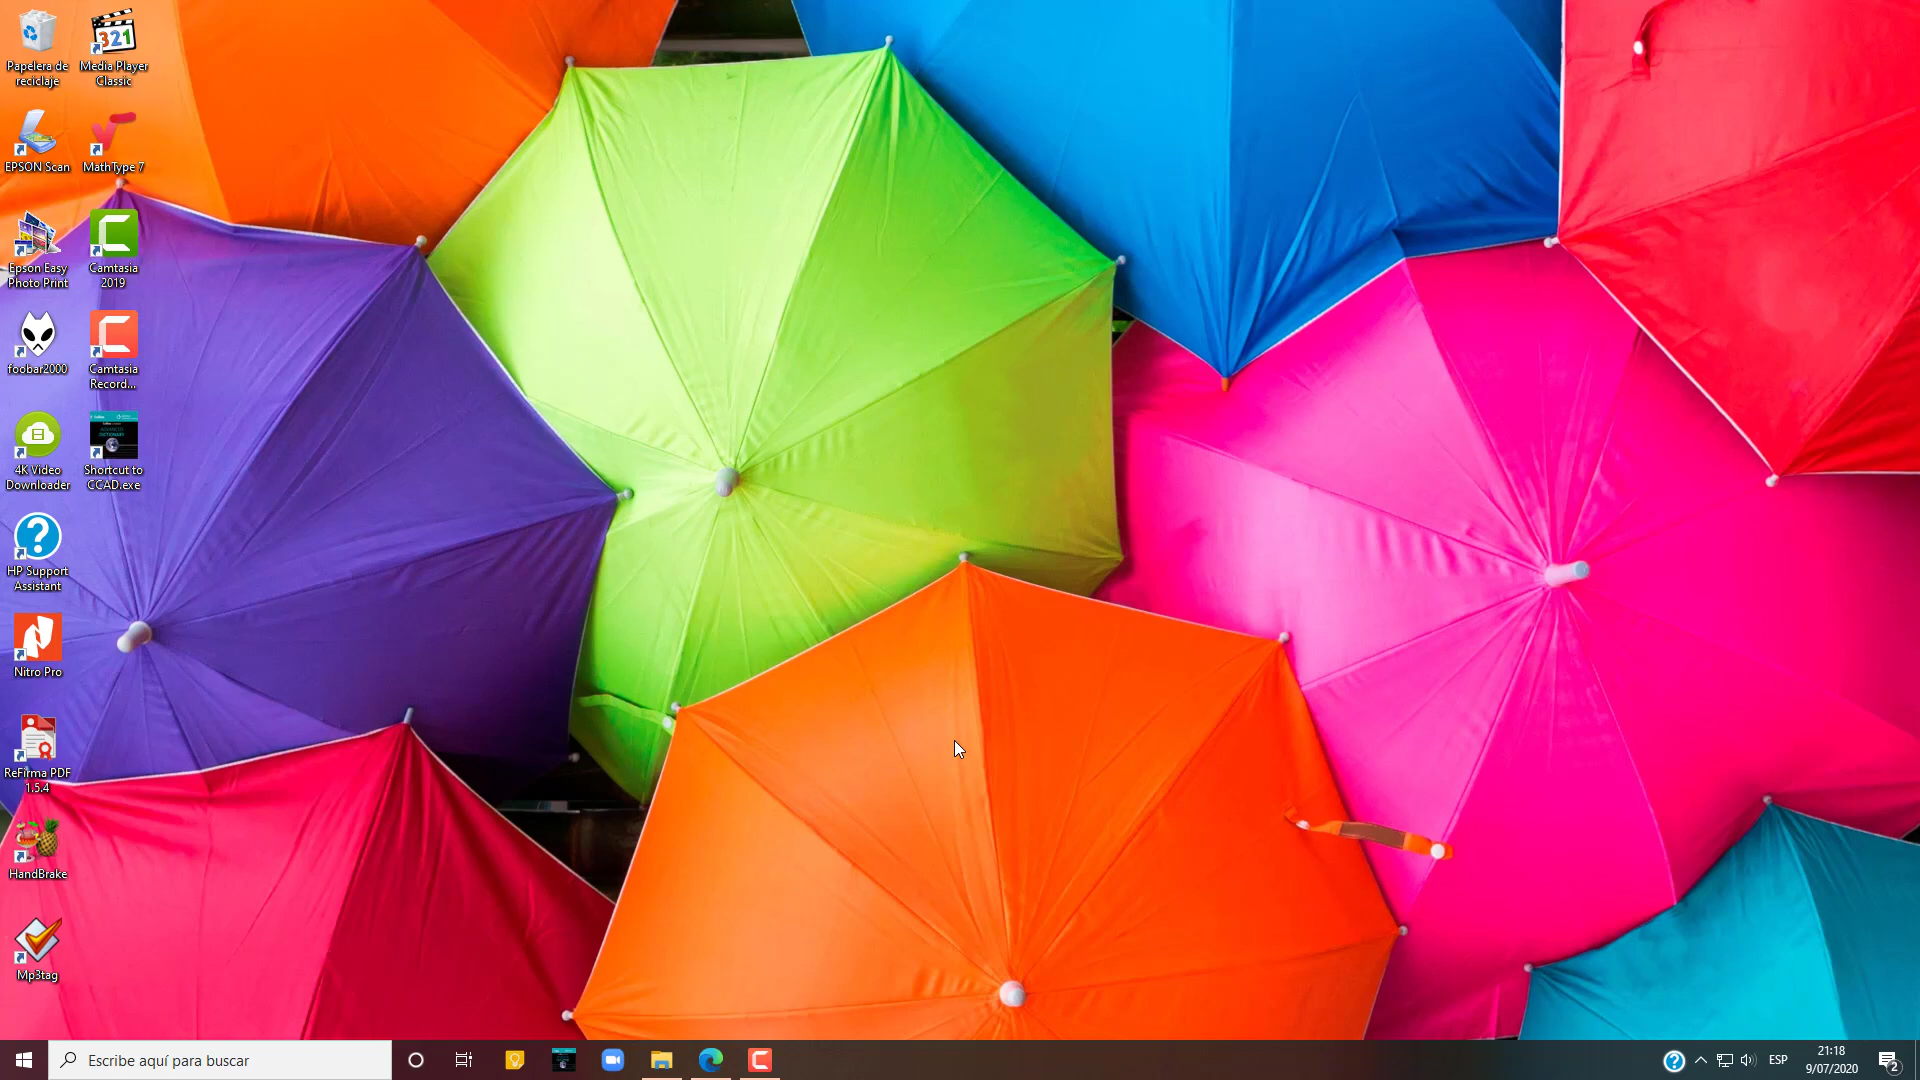 Papelera de
reciclaje
Media Player
Classic
321
EPSON Scan
MathType 7
Epson Easy
Photo Print
Camtasia
2019
foobar2000
Camtasia
Record...
4K Video
Downloader
Shortcut to
CCAD.exe
HP Support
Assistant
Nitro Pro
ReFirma PDF
1.5.4
HandBrake
Mp3tag
Escribe aquí para buscar
ESP
21:18
9/07/2020
2